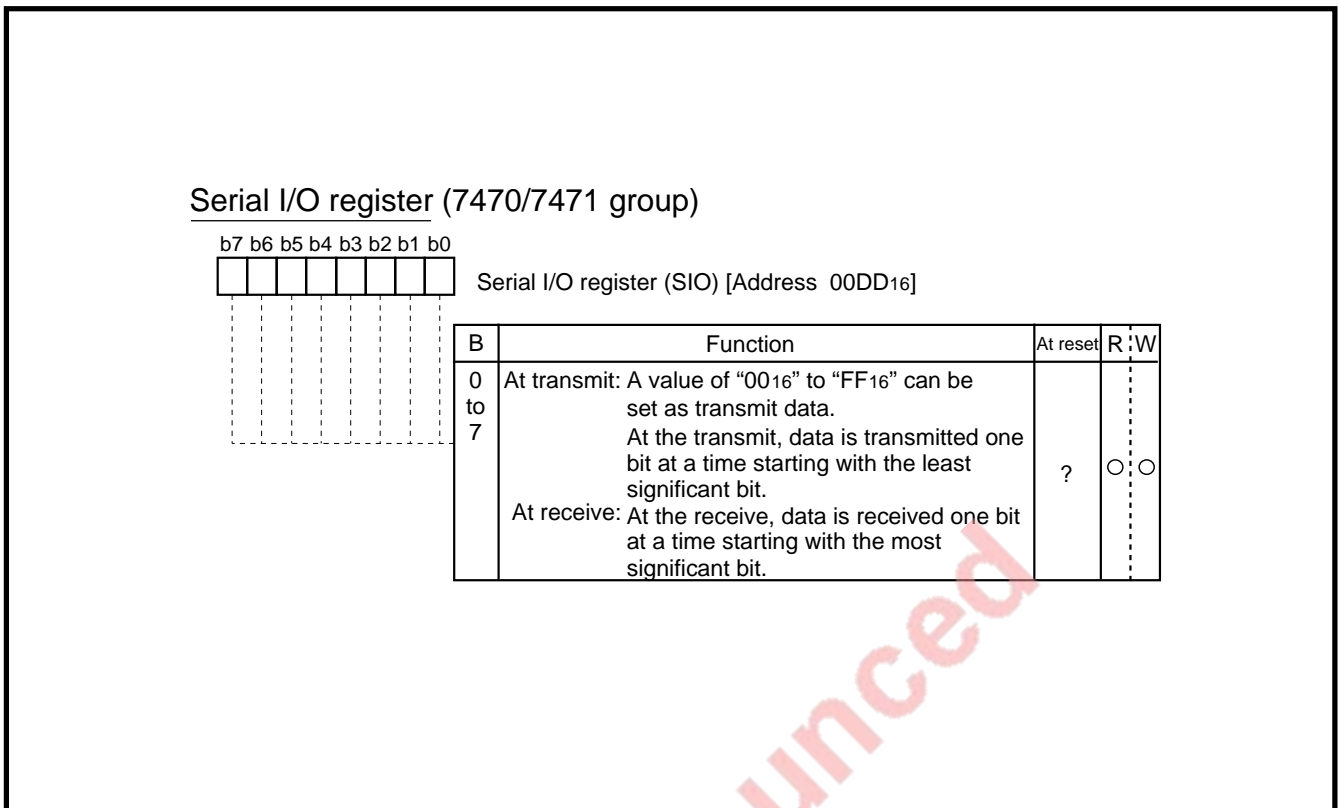 Serial I/O register (7470/7471 group)
b7 b6 b5 b4 b3 b2 b1 b0
Serial I/O register (SIO) [Address 00DD16]
B Function At reset R W
0 to 7
At transmit: A value of “0016” to “FF16” can be
set as transmit data.
At the transmit, data is transmitted one
bit at a time starting with the least
significant bit.
At receive: At the receive, data is received one bit
at a time starting with the most
significant bit.
? ○ ○
unced